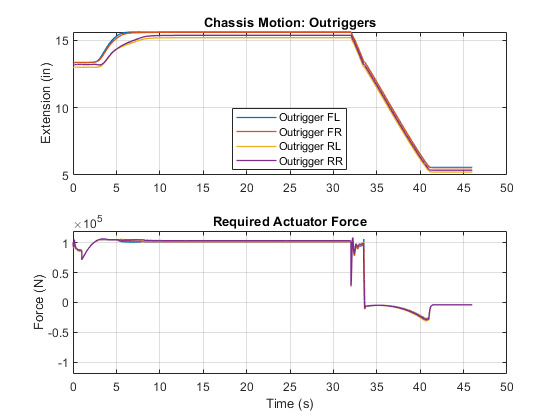 Chassis Motion: Outriggers
15
10
5
Extension (in)
Outrigger FL
Outrigger FR
Outrigger RL
Outrigger RR
0 5 10 15 20 25 30 35 40 45 50
Required Actuator Force
×10⁵
1
0.5
0
-0.5
-1
Force (N)
0 5 10 15 20 25 30 35 40 45 50
Time (s)